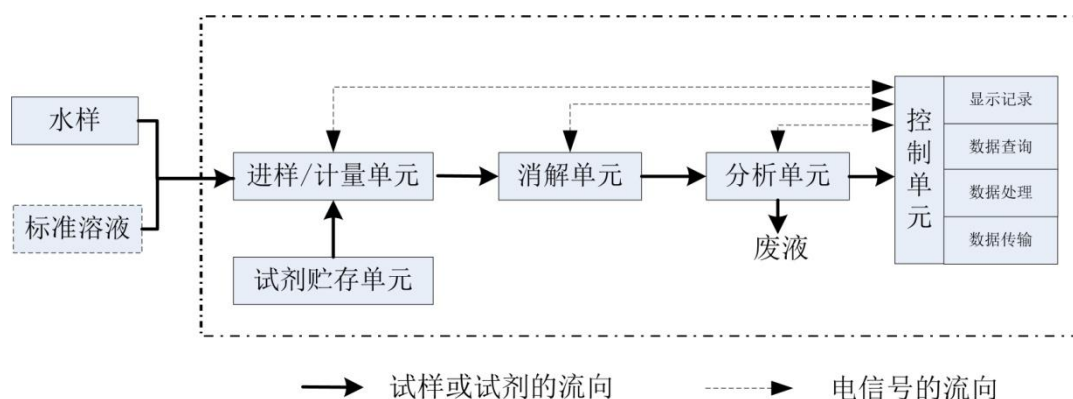 水样
标准溶液
进样/计量单元
试剂贮存单元
消解单元
分析单元
废液
控制单元
显示记录
数据查询
数据处理
数据传输
试样或试剂的流向
电信号的流向